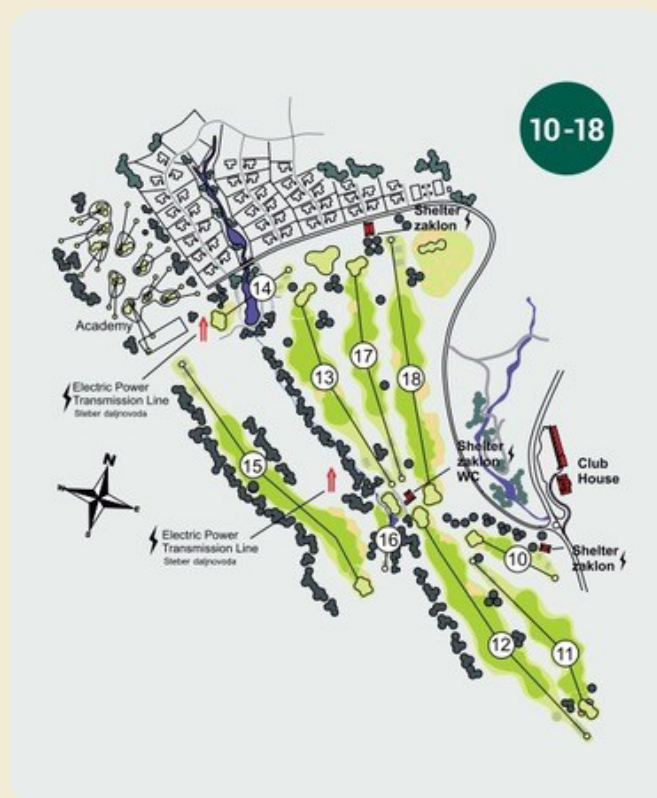 10-18
Shelter
zaklon
14
Academy
Electric Power
Transmission Line
Steber daljnovoda
13
17
18
15
N
Shelter
zaklon
WC
Club
House
Electric Power
Transmission Line
Steber daljnovoda
16
10
Shelter
zaklon
12
11